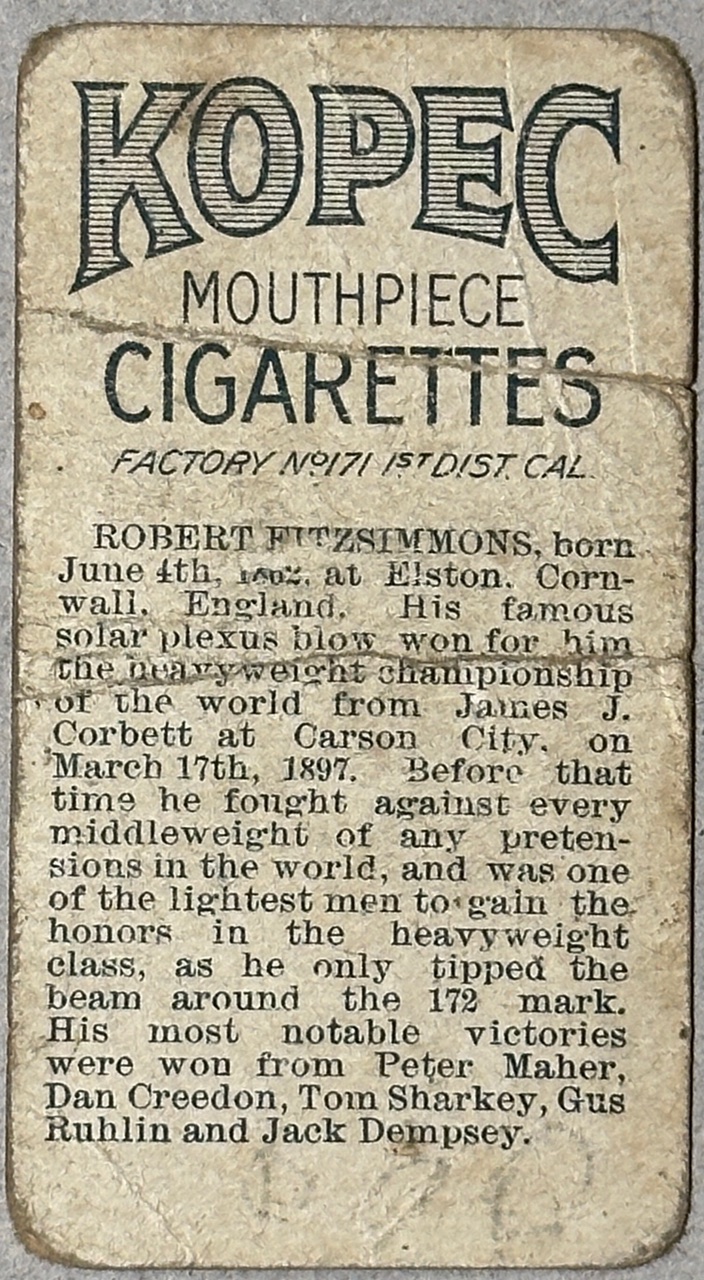 KOPEC
MOUTHPIECE
CIGARETTES
FACTORY Nº 171 1ST DIST. CAL.
ROBERT FITZSIMMONS, born
June 4th, at Elston. Corn-
wall. England. His famous
solar plexus blow won for him
the heavyweight championship
of the world from James J.
Corbett at Carson City, on
March 17th, 1897. Before that
time he fought against every
middleweight of any preten-
sions in the world, and was one
of the lightest men to gain the
honors in the heavyweight
class, as he only tipped the
beam around the 172 mark.
His most notable victories
were won from Peter Maher,
Dan Creedon, Tom Sharkey, Gus
Ruhlin and Jack Dempsey.